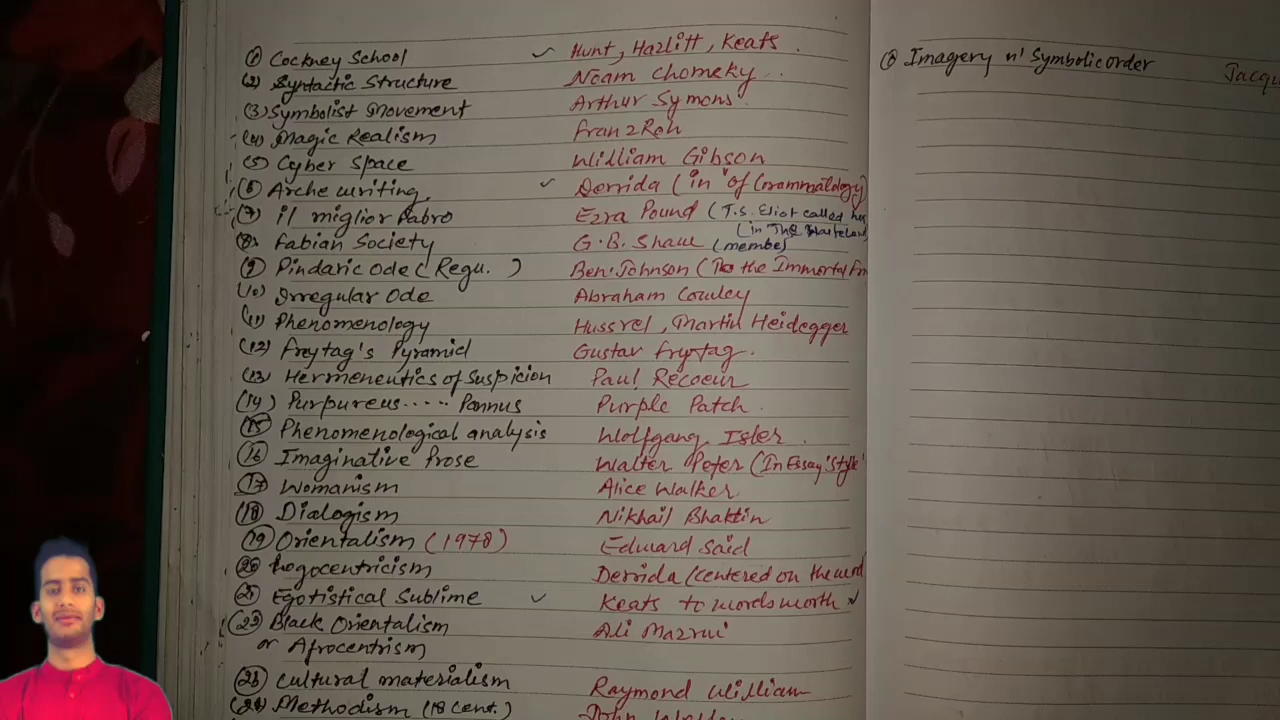 (1) Cockney School ✓ Hunt, Hazlitt, Keats.
(2) Syntactic Structure Noam Chomsky..
(3) Symbolist Movement Arthur Symons
(4) Magic Realism Franz Roh
(5) Cyber Space William Gibson
(6) Arche writing ✓ Derrida (in 'of Grammatology)
(7) il miglior Fabro Ezra Pound (T.S. Eliot called
(in The Wasteland
(8) Fabian Society G.B. Shaw (member
(9) Pindaric Ode (Regu. ) Ben.Johnson (To the Immortal
(10) Irregular Ode Abraham Cowley
(11) Phenomenology Hussrel, Martin Heidegger
(12) Freytag's Pyramid Gustav Frytag.
(13) Hermeneutics of Suspicion Paul Recoeur
(14) Purpureus..... Pannus Purple Patch.
(15) Phenomenological analysis Wolfgang Isler.
(16) Imaginative Prose Walter Peter (In Essay 'Style'
(17) Womanism Alice Walker
(18) Dialogism Nikhail Bhaktin
(19) Orientalism (1978) Edward Said
(20) Logocentricism Derrida (centered on the word
(21) Egotistical Sublime ✓ Keats to Wordsworth ✓
Black Orientalism Ali Mazrui
or Afrocentrism
(23) Cultural materialism Raymond William
(24) Methodism (18 Cent.) John
Imagery n' Symbolic order Jacqu